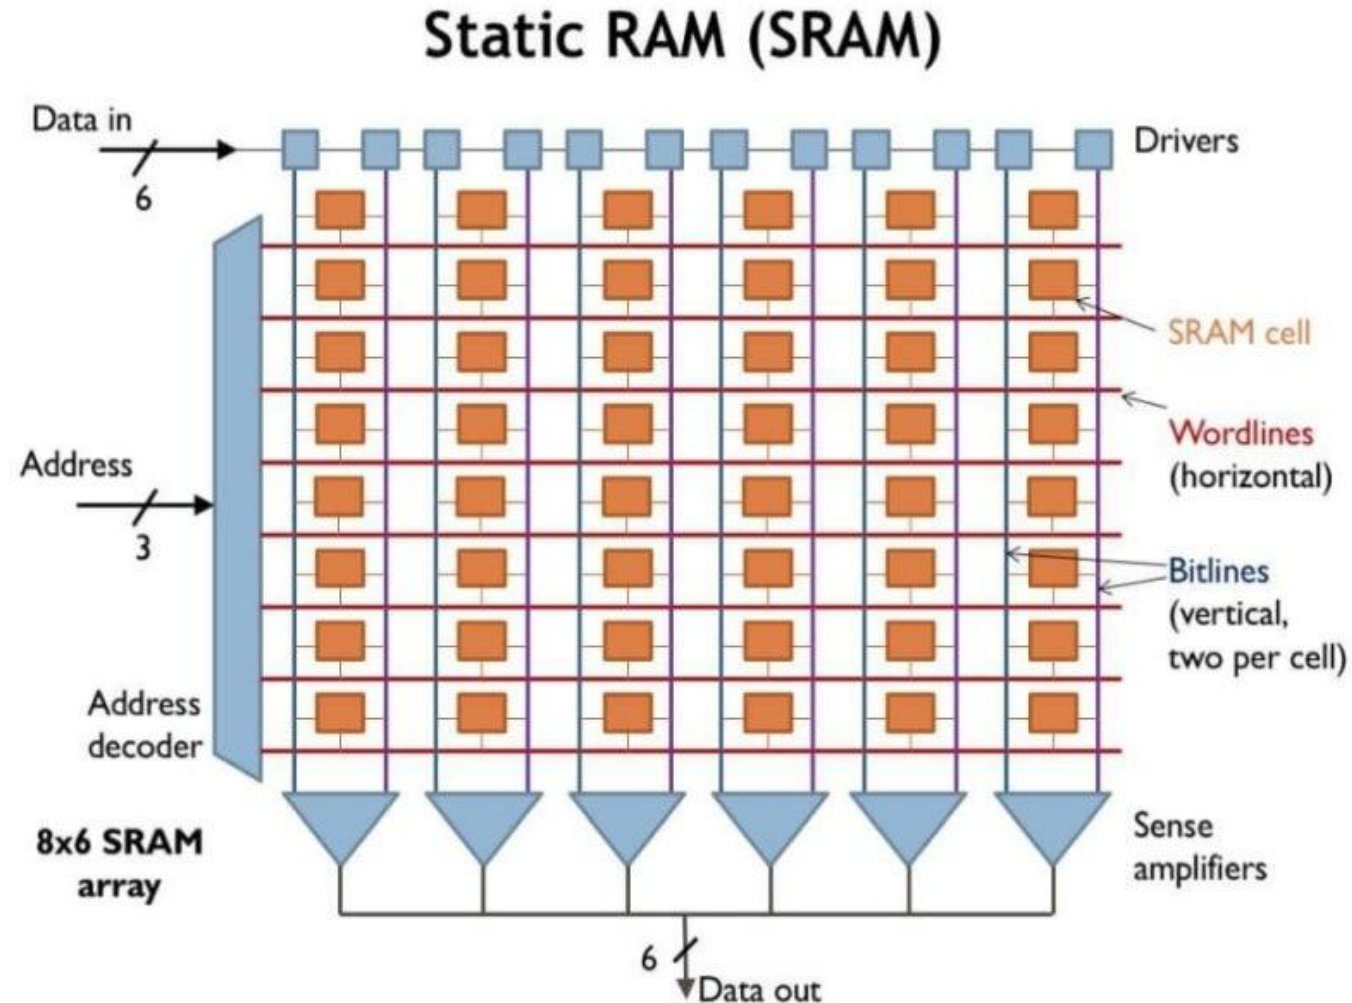 Static RAM (SRAM)
Data in
6
Drivers
SRAM cell
Wordlines
(horizontal)
Address
3
Bitlines
(vertical,
two per cell)
Address
decoder
8x6 SRAM
array
Sense
amplifiers
6
Data out